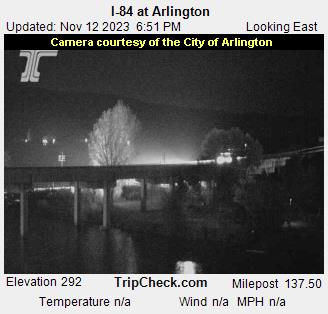 I-84 at Arlington
Updated: Nov 12 2023 6:51 PM Looking East
Camera courtesy of the City of Arlington
Elevation 292 TripCheck.com Milepost 137.50
Temperature n/a Wind n/a MPH n/a